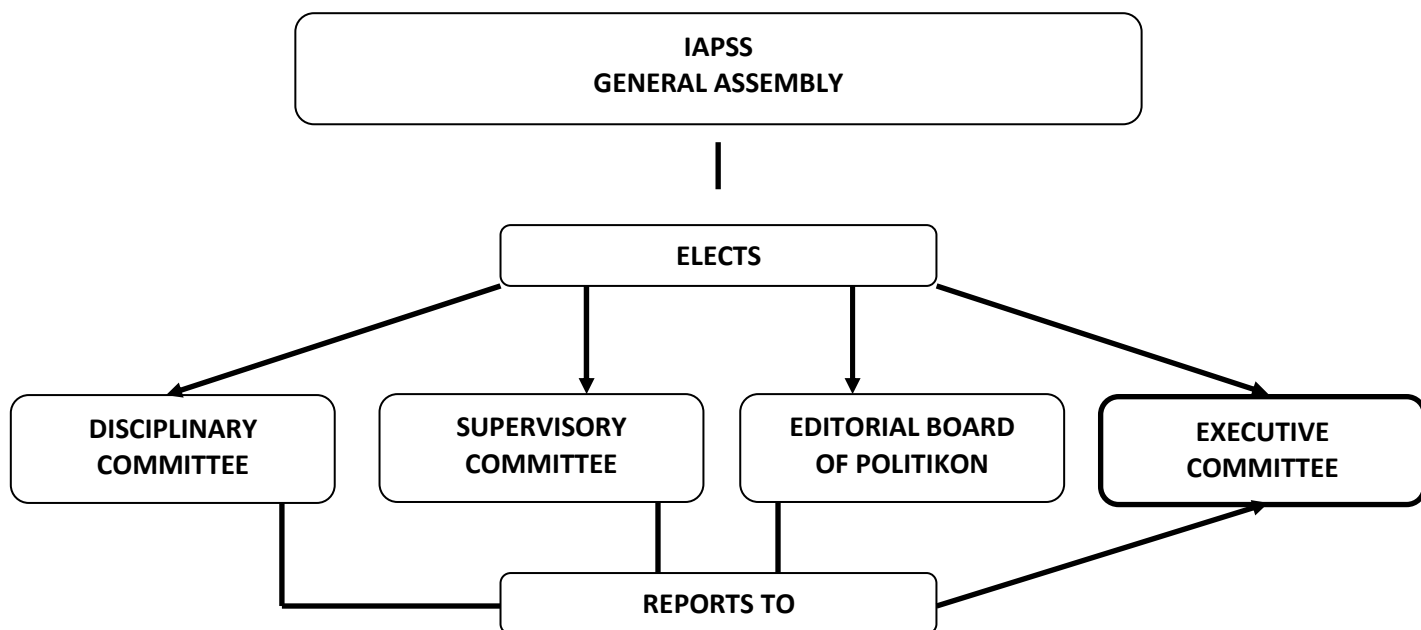 IAPSS
GENERAL ASSEMBLY
ELECTS
DISCIPLINARY
COMMITTEE
SUPERVISORY
COMMITTEE
EDITORIAL BOARD
OF POLITIKON
EXECUTIVE
COMMITTEE
REPORTS TO